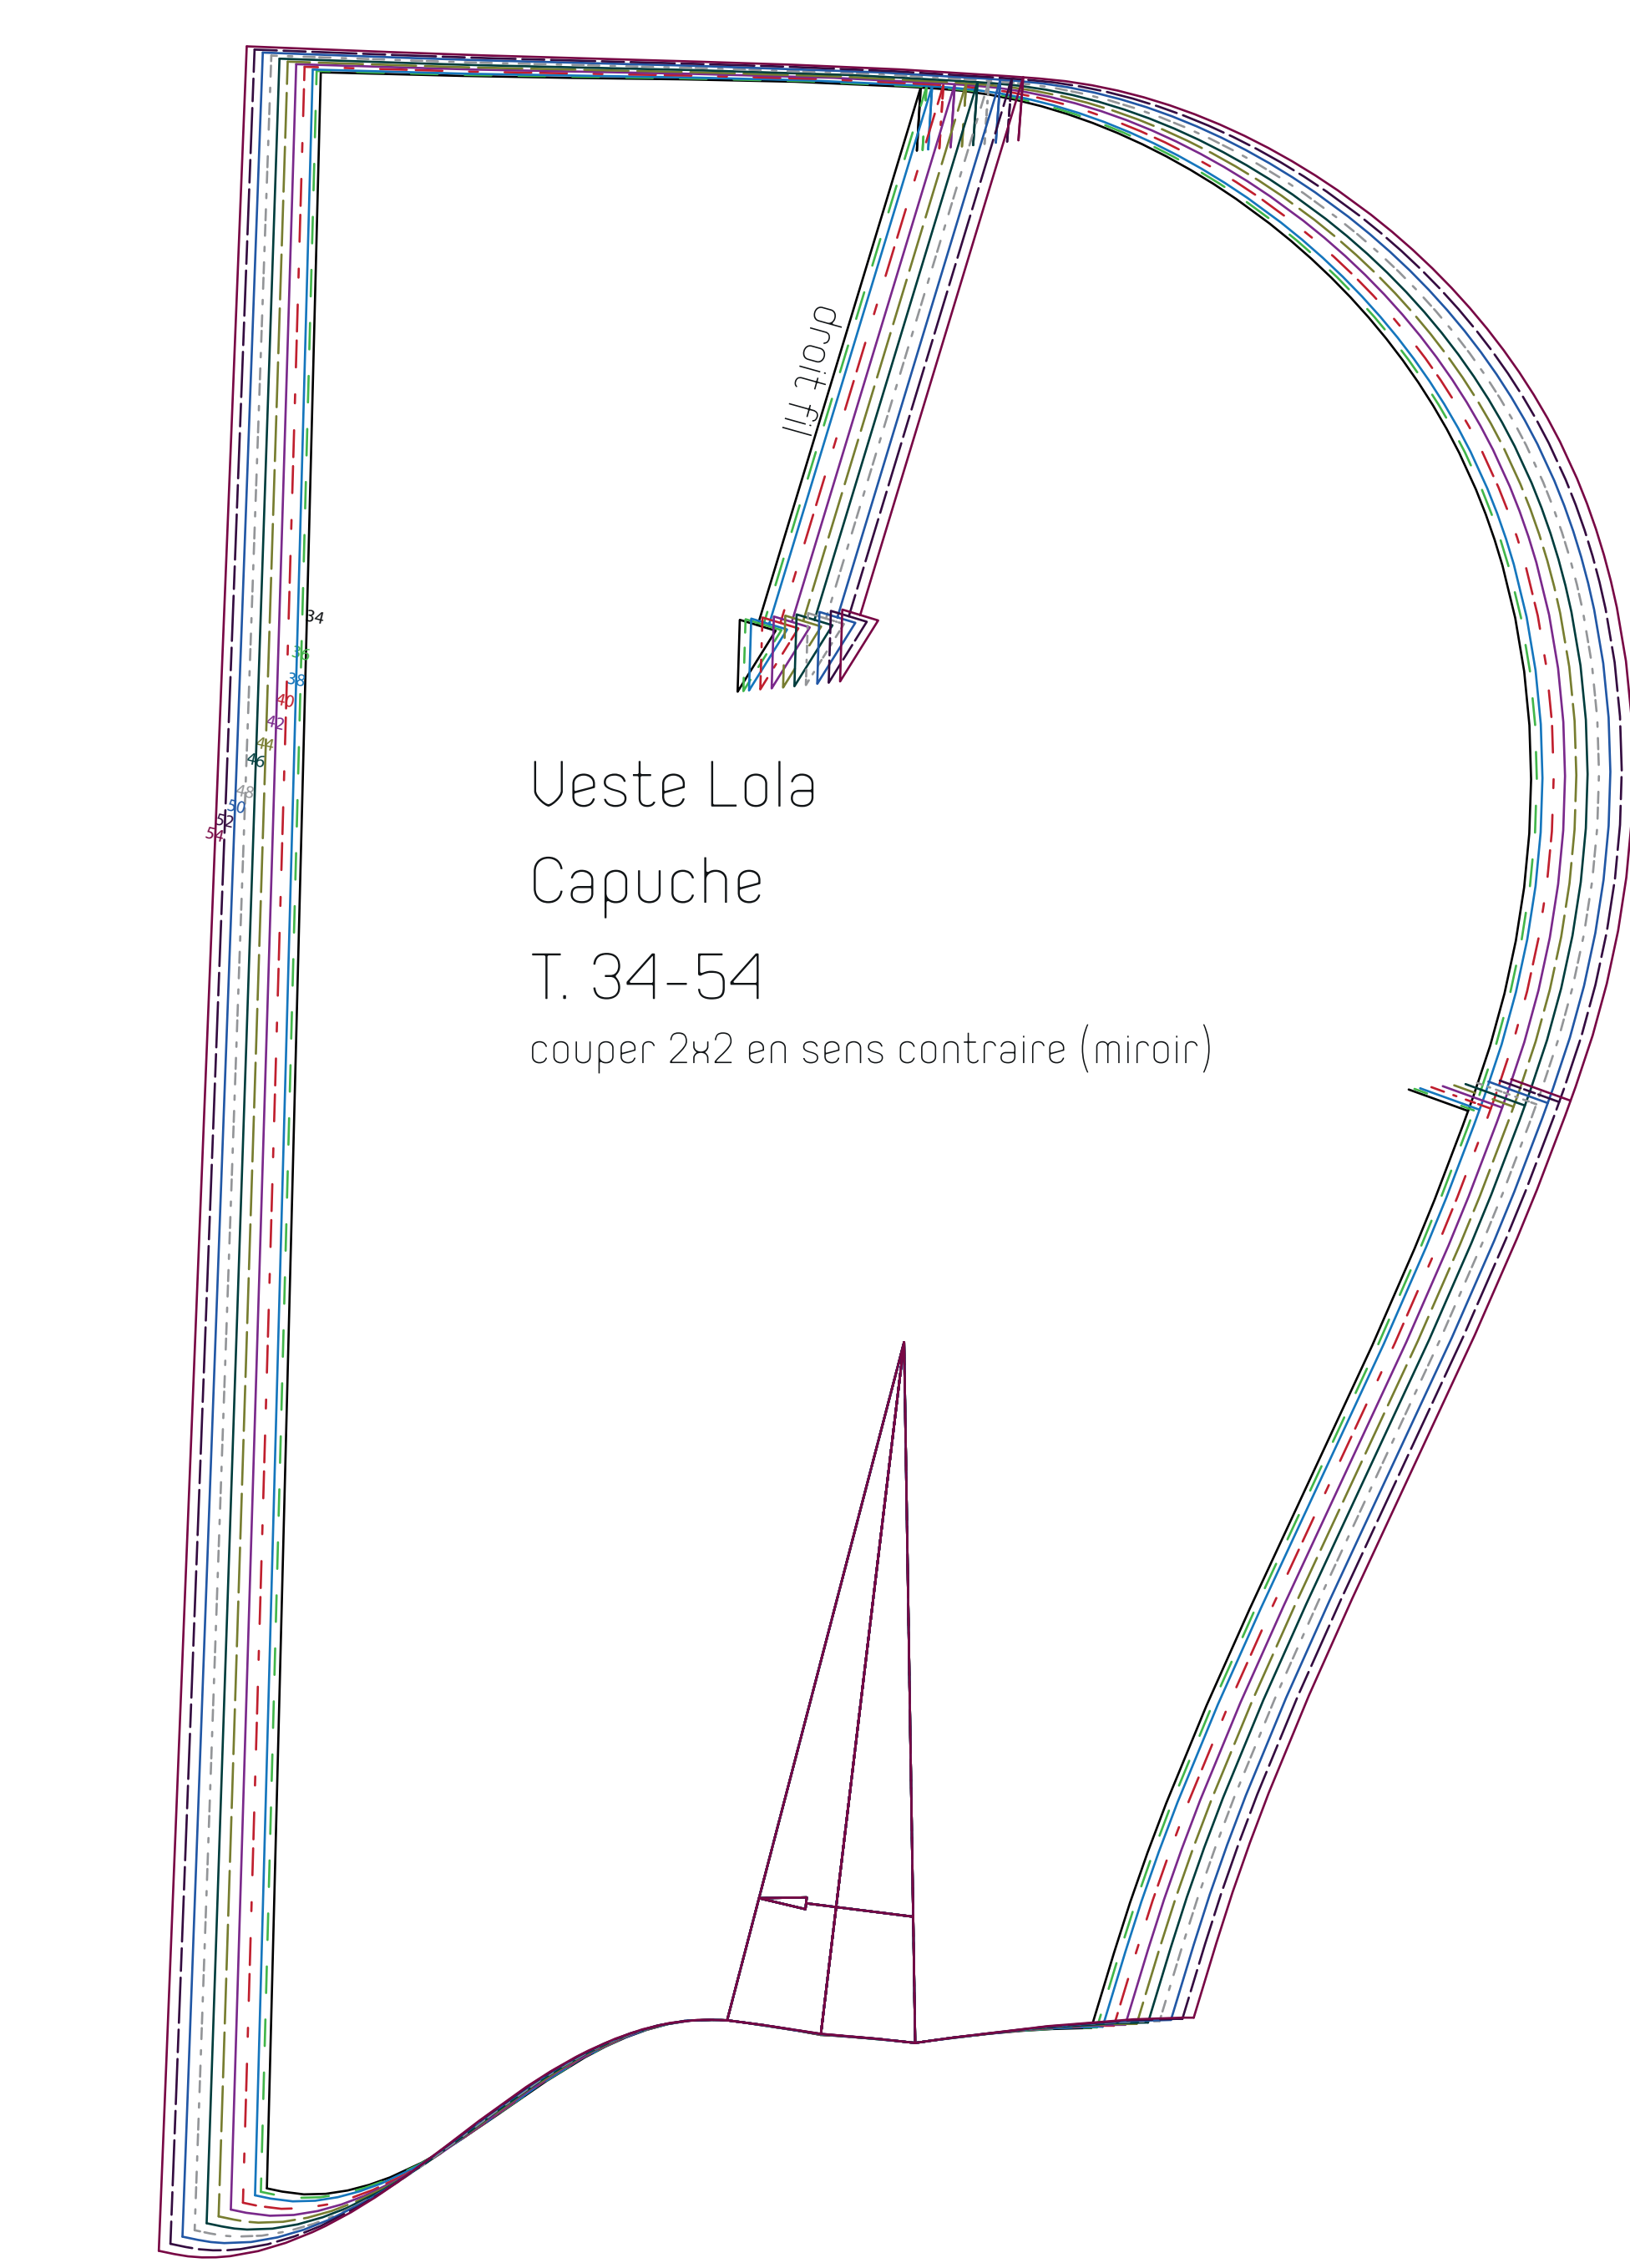 droit fil
34
36
38
40
42
44
46
48
50
52
54
Veste Lola
Capuche
T. 34-54
couper 2x2 en sens contraire (miroir)